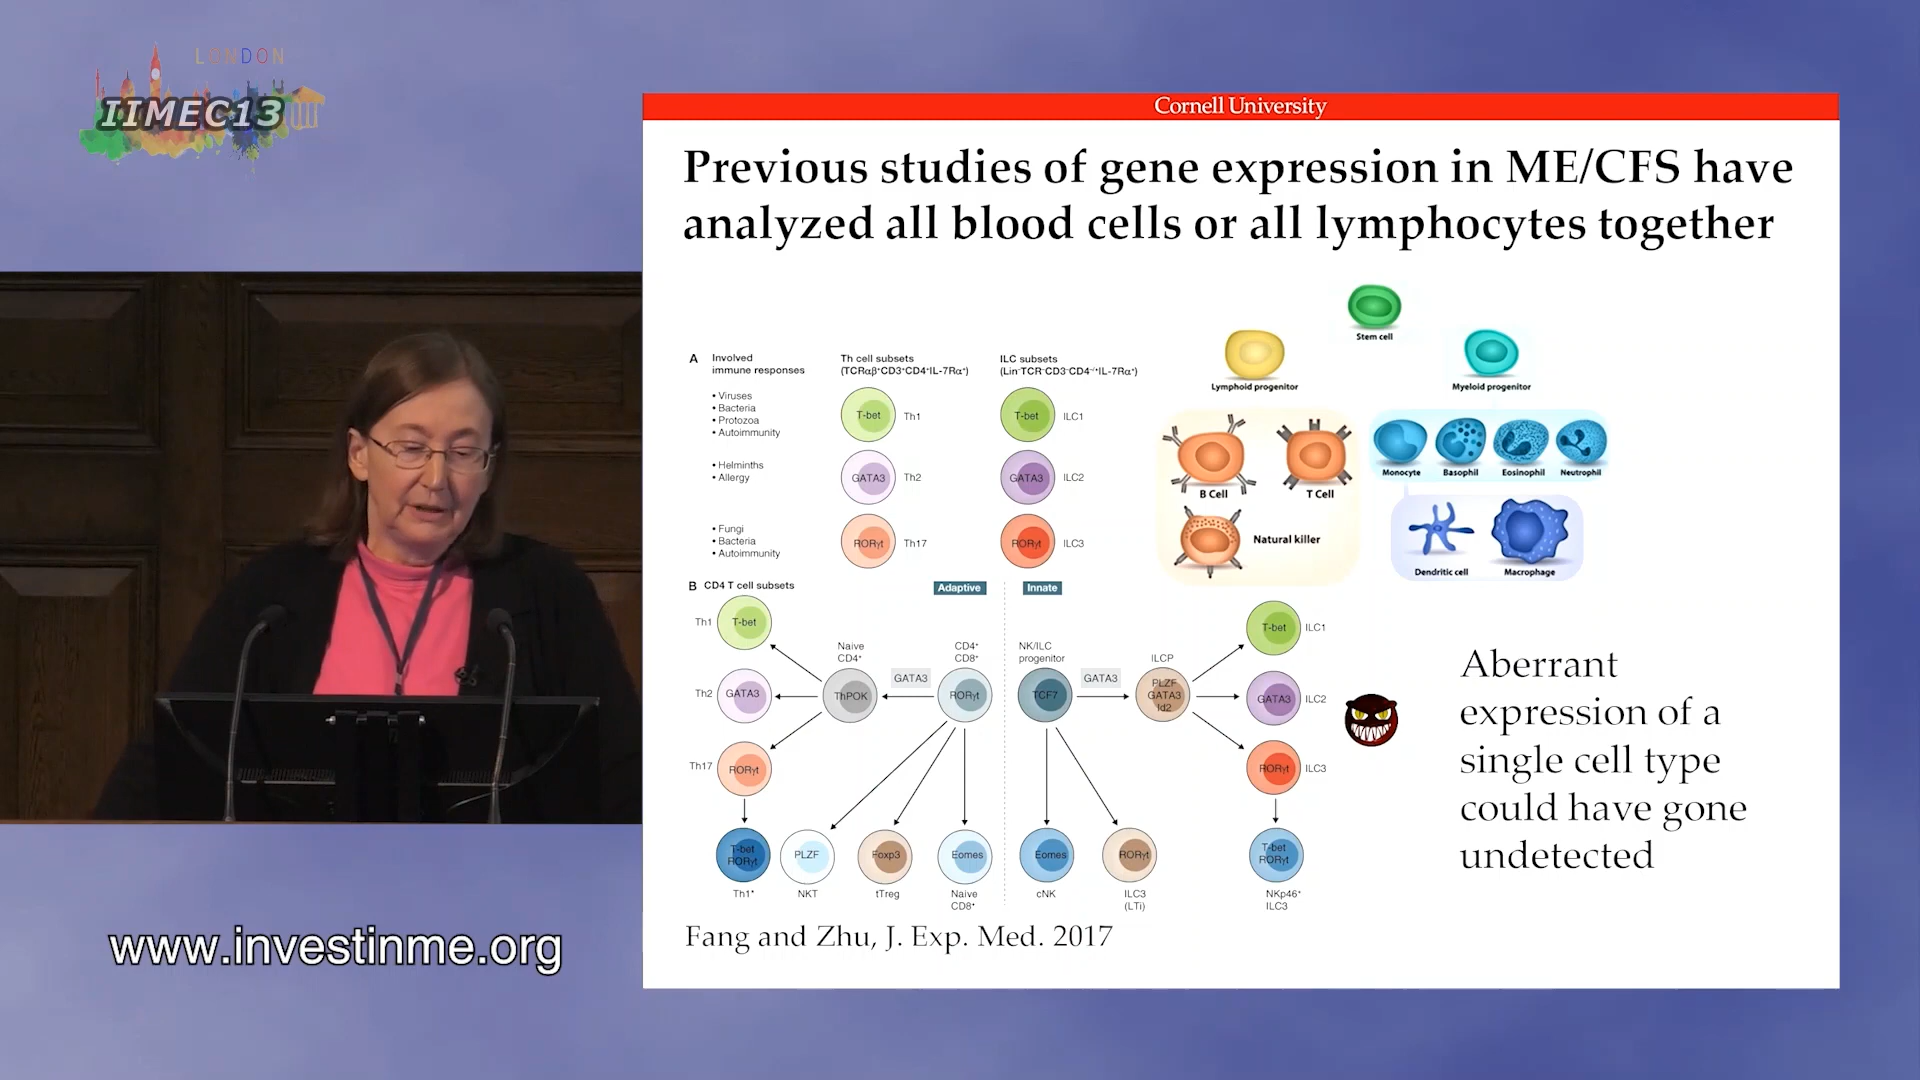 LONDON
IIMEC13
www.investinme.org
Cornell University
Previous studies of gene expression in ME/CFS have
analyzed all blood cells or all lymphocytes together
A
Involved
immune responses
Th cell subsets
(TCRαβ⁺CD3⁺CD4⁺IL-7Rα⁺)
ILC subsets
(Lin⁻TCR⁻CD3⁻CD4⁻/⁺IL-7Rα⁺)
• Viruses
• Bacteria
• Protozoa
• Autoimmunity
T-bet
Th1
T-bet
ILC1
• Helminths
• Allergy
GATA3
Th2
GATA3
ILC2
• Fungi
• Bacteria
• Autoimmunity
RORγt
Th17
RORγt
ILC3
Stem cell
Lymphoid progenitor
Myeloid progenitor
B Cell
T Cell
Natural killer
Monocyte
Basophil
Eosinophil
Neutrophil
Dendritic cell
Macrophage
B CD4 T cell subsets
Adaptive
Innate
Th1
T-bet
Th2
GATA3
Th17
RORγt
Naive
CD4⁺
ThPOK
GATA3
CD4⁺
CD8⁺
RORγt
NK/ILC
progenitor
TCF7
GATA3
ILCP
PLZF
GATA3
Id2
T-bet
ILC1
GATA3
ILC2
RORγt
ILC3
T-bet
RORγt
Th1*
PLZF
NKT
Foxp3
tTreg
Eomes
Naive
CD8⁺
Eomes
cNK
RORγt
ILC3
(LTi)
T-bet
RORγt
NKp46⁺
ILC3
Aberrant
expression of a
single cell type
could have gone
undetected
Fang and Zhu, J. Exp. Med. 2017